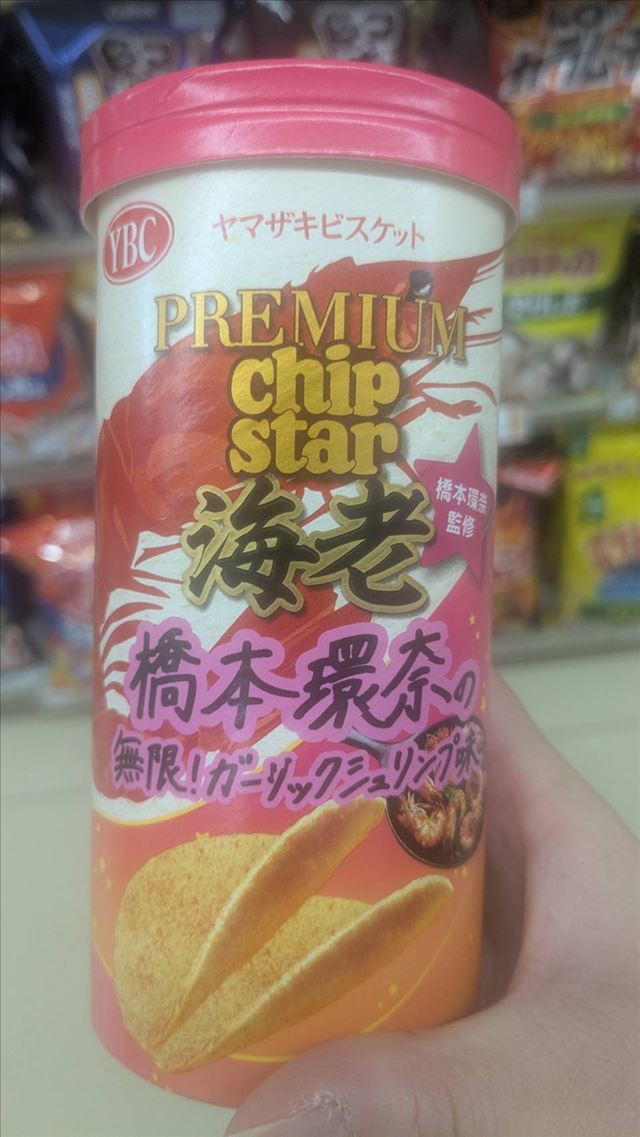 YBC
ヤマザキビスケット
PREMIUM
chip
star
海老
橋本環奈
監修
橋本環奈の
無限!ガーリックシュリンプ味